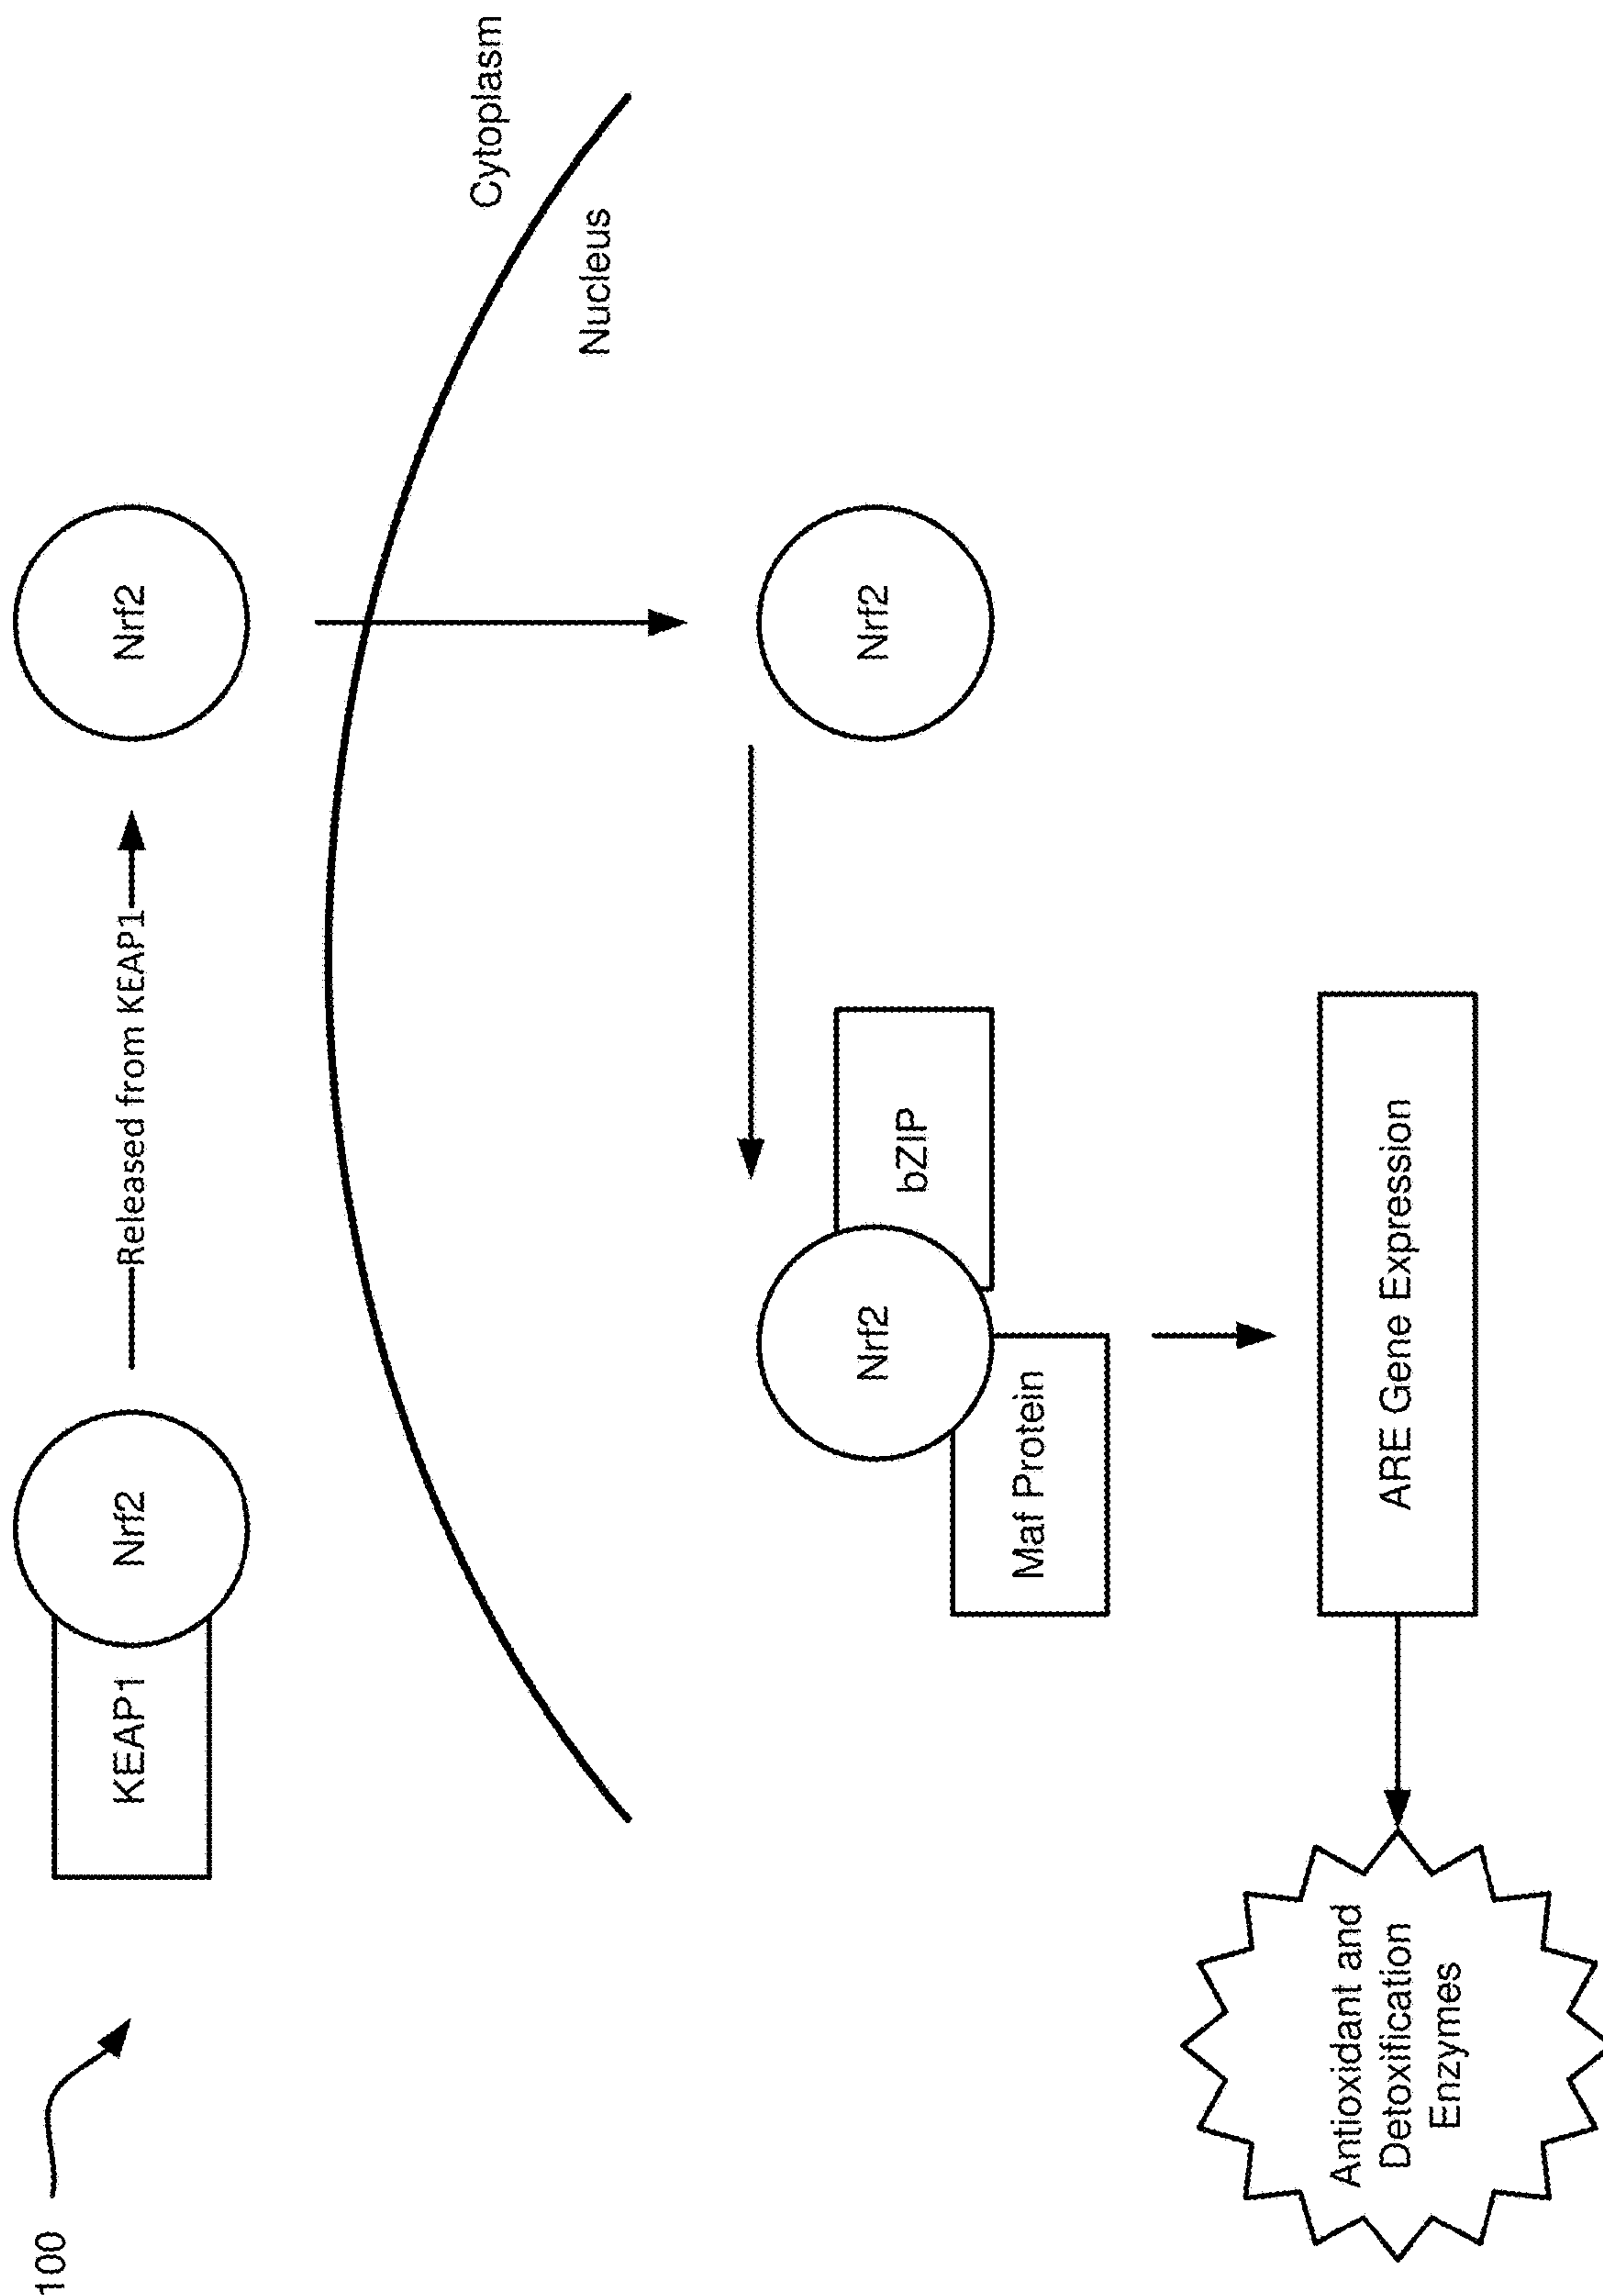 100
KEAP1
Nrf2
Released from KEAP1
Nrf2
Cytoplasm
Nucleus
Nrf2
Nrf2
bZIP
Maf Protein
ARE Gene Expression
Antioxidant and
Detoxification
Enzymes